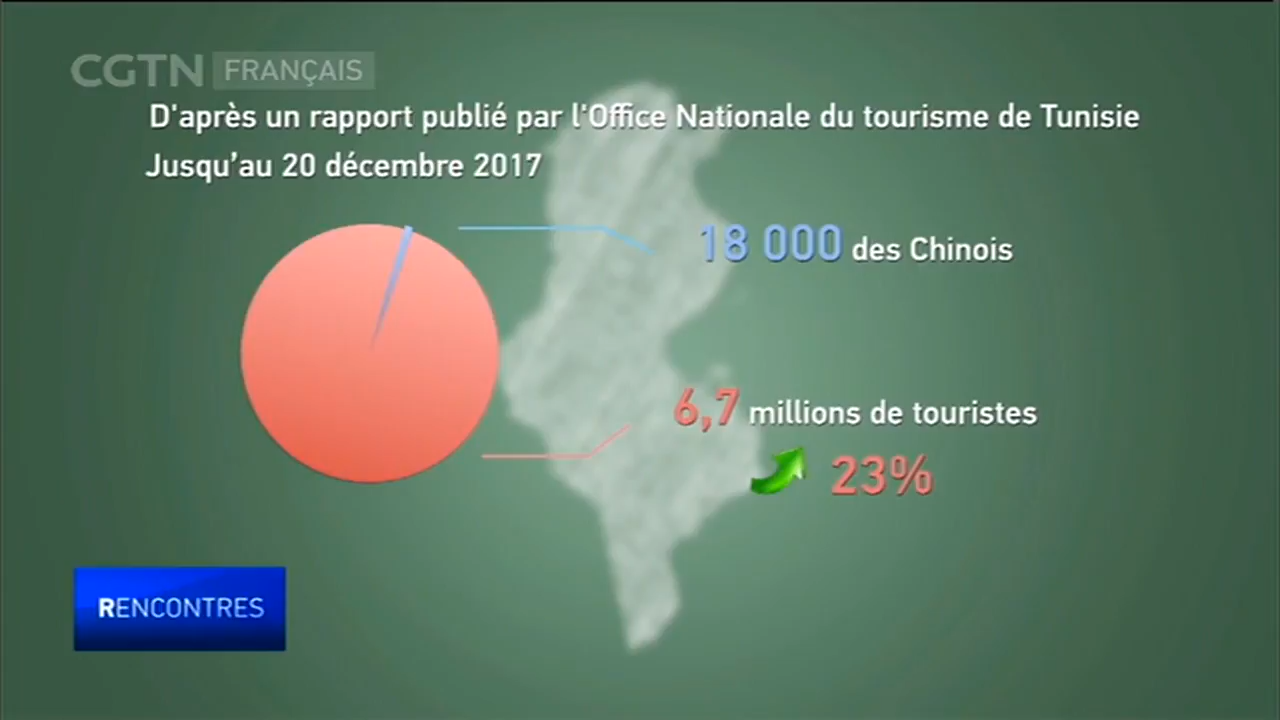 CGTN FRANÇAIS
D'après un rapport publié par l'Office Nationale du tourisme de Tunisie
Jusqu'au 20 décembre 2017
18 000 des Chinois
6,7 millions de touristes
23%
RENCONTRES